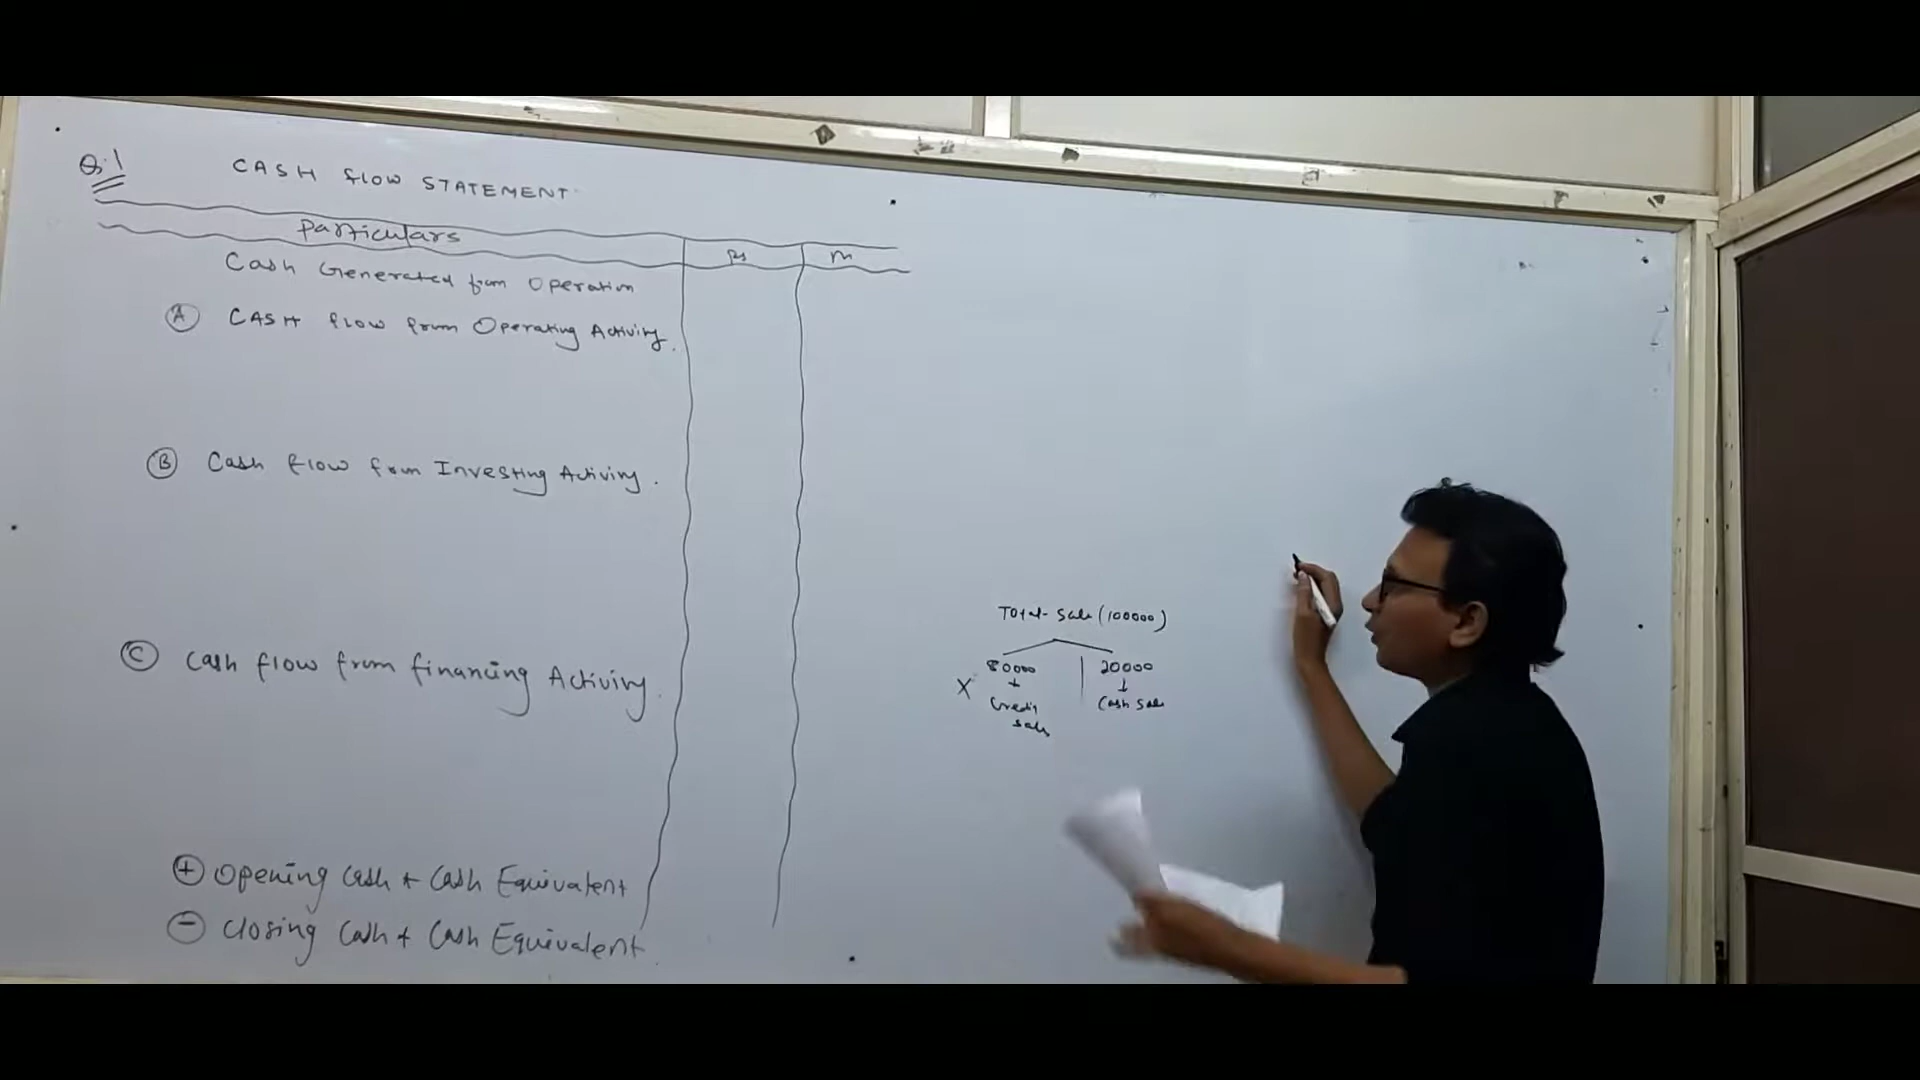 Q.1
CASH FLOW STATEMENT
Particulars
Rs
Cash Generated from Operation
(A) CASH flow from Operating Activity.
(B) Cash flow from Investing Activity.
(C) Cash flow from financing Activity.
(+) Opening Cash + Cash Equivalent
(-) Closing Cash + Cash Equivalent
Total Sale (100000)
80000 | 20000
X Credit Sales
Cash Sale